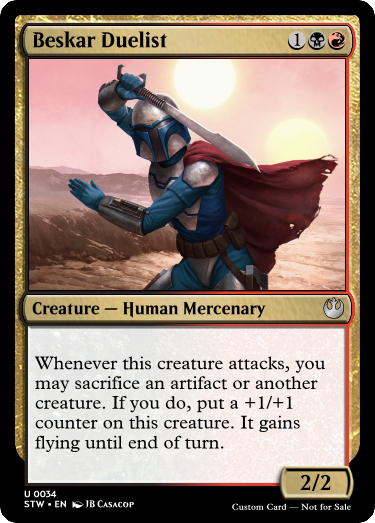 Beskar Duelist 1
Creature — Human Mercenary
Whenever this creature attacks, you
may sacrifice an artifact or another
creature. If you do, put a +1/+1
counter on this creature. It gains
flying until end of turn.
2/2
U 0034
STW • EN JB Casacop
Custom Card — Not for Sale